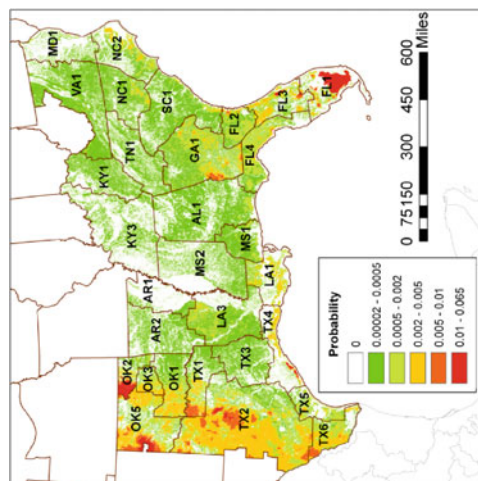 MD1
VA1
NC2
KY1
NC1
TN1
SC1
KY3
GA1
FL2
FL3
FL1
AL1
FL4
MS2
MS1
AR1
AR2
LA3
LA1
TX4
OK2
OK3
OK5
OK1
TX1
TX3
TX2
TX5
TX6
Probability
0
0.00002 - 0.0005
0.0005 - 0.002
0.002 - 0.005
0.005 - 0.01
0.01 - 0.065
0 75 150 300 450 600
Miles